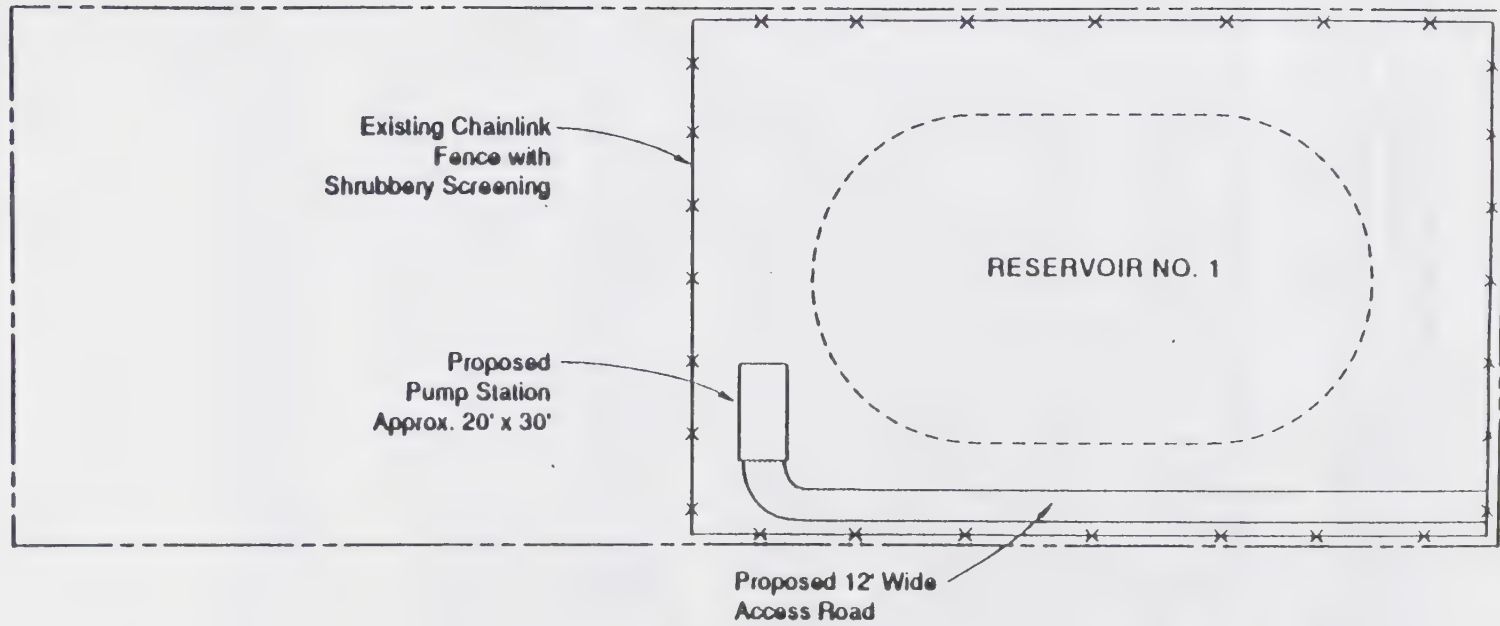 Existing Chainlink
Fence with
Shrubbery Screening
RESERVOIR NO. 1
Proposed
Pump Station
Approx. 20' x 30'
Proposed 12' Wide
Access Road